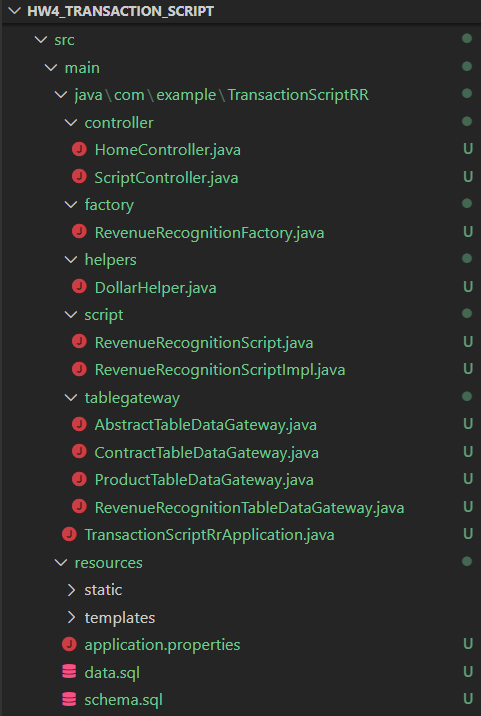 HW4_TRANSACTION_SCRIPT
src
main
java\com\example\TransactionScriptRR
controller
J HomeController.java U
J ScriptController.java U
factory
J RevenueRecognitionFactory.java U
helpers
J DollarHelper.java U
script
J RevenueRecognitionScript.java U
J RevenueRecognitionScriptImpl.java U
tablegateway
J AbstractTableDataGateway.java U
J ContractTableDataGateway.java U
J ProductTableDataGateway.java U
J RevenueRecognitionTableDataGateway.java U
J TransactionScriptRrApplication.java U
resources
static
templates
J application.properties U
data.sql U
schema.sql U